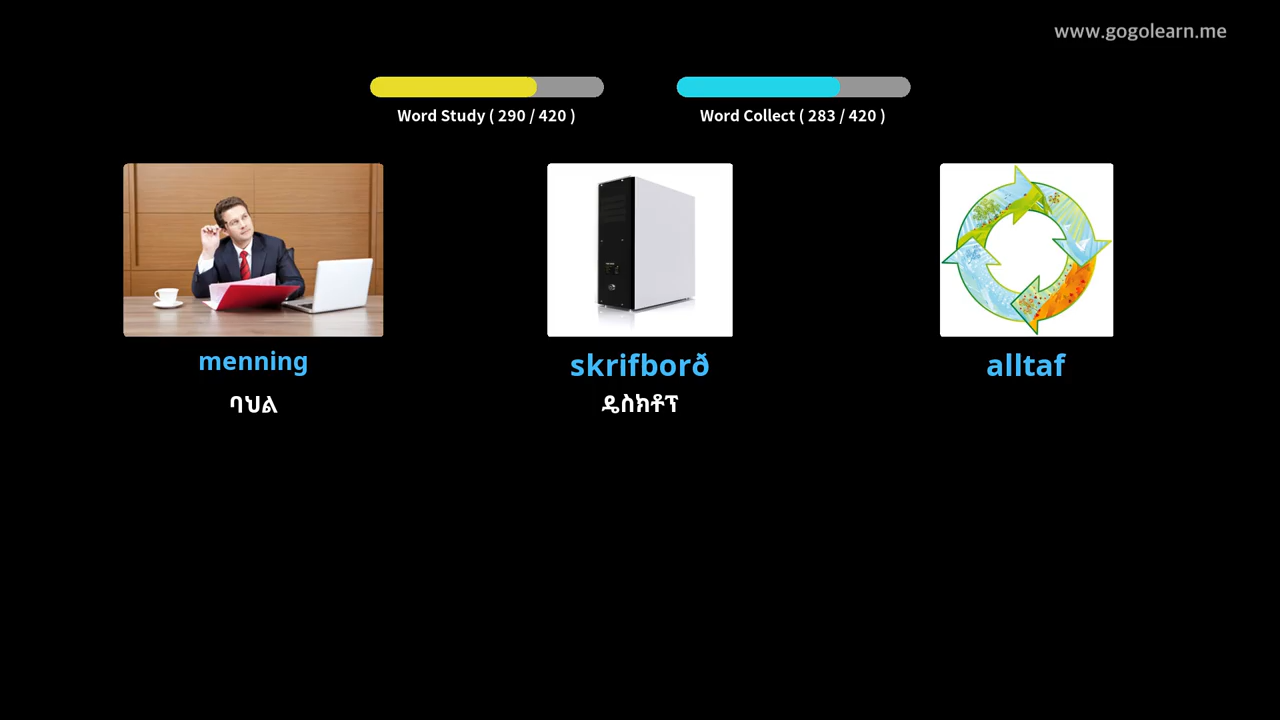 www.gogolearn.me
Word Study ( 290 / 420 )
Word Collect ( 283 / 420 )
menning
skrifborð
alltaf
ባህል
ዴስክቶፕ